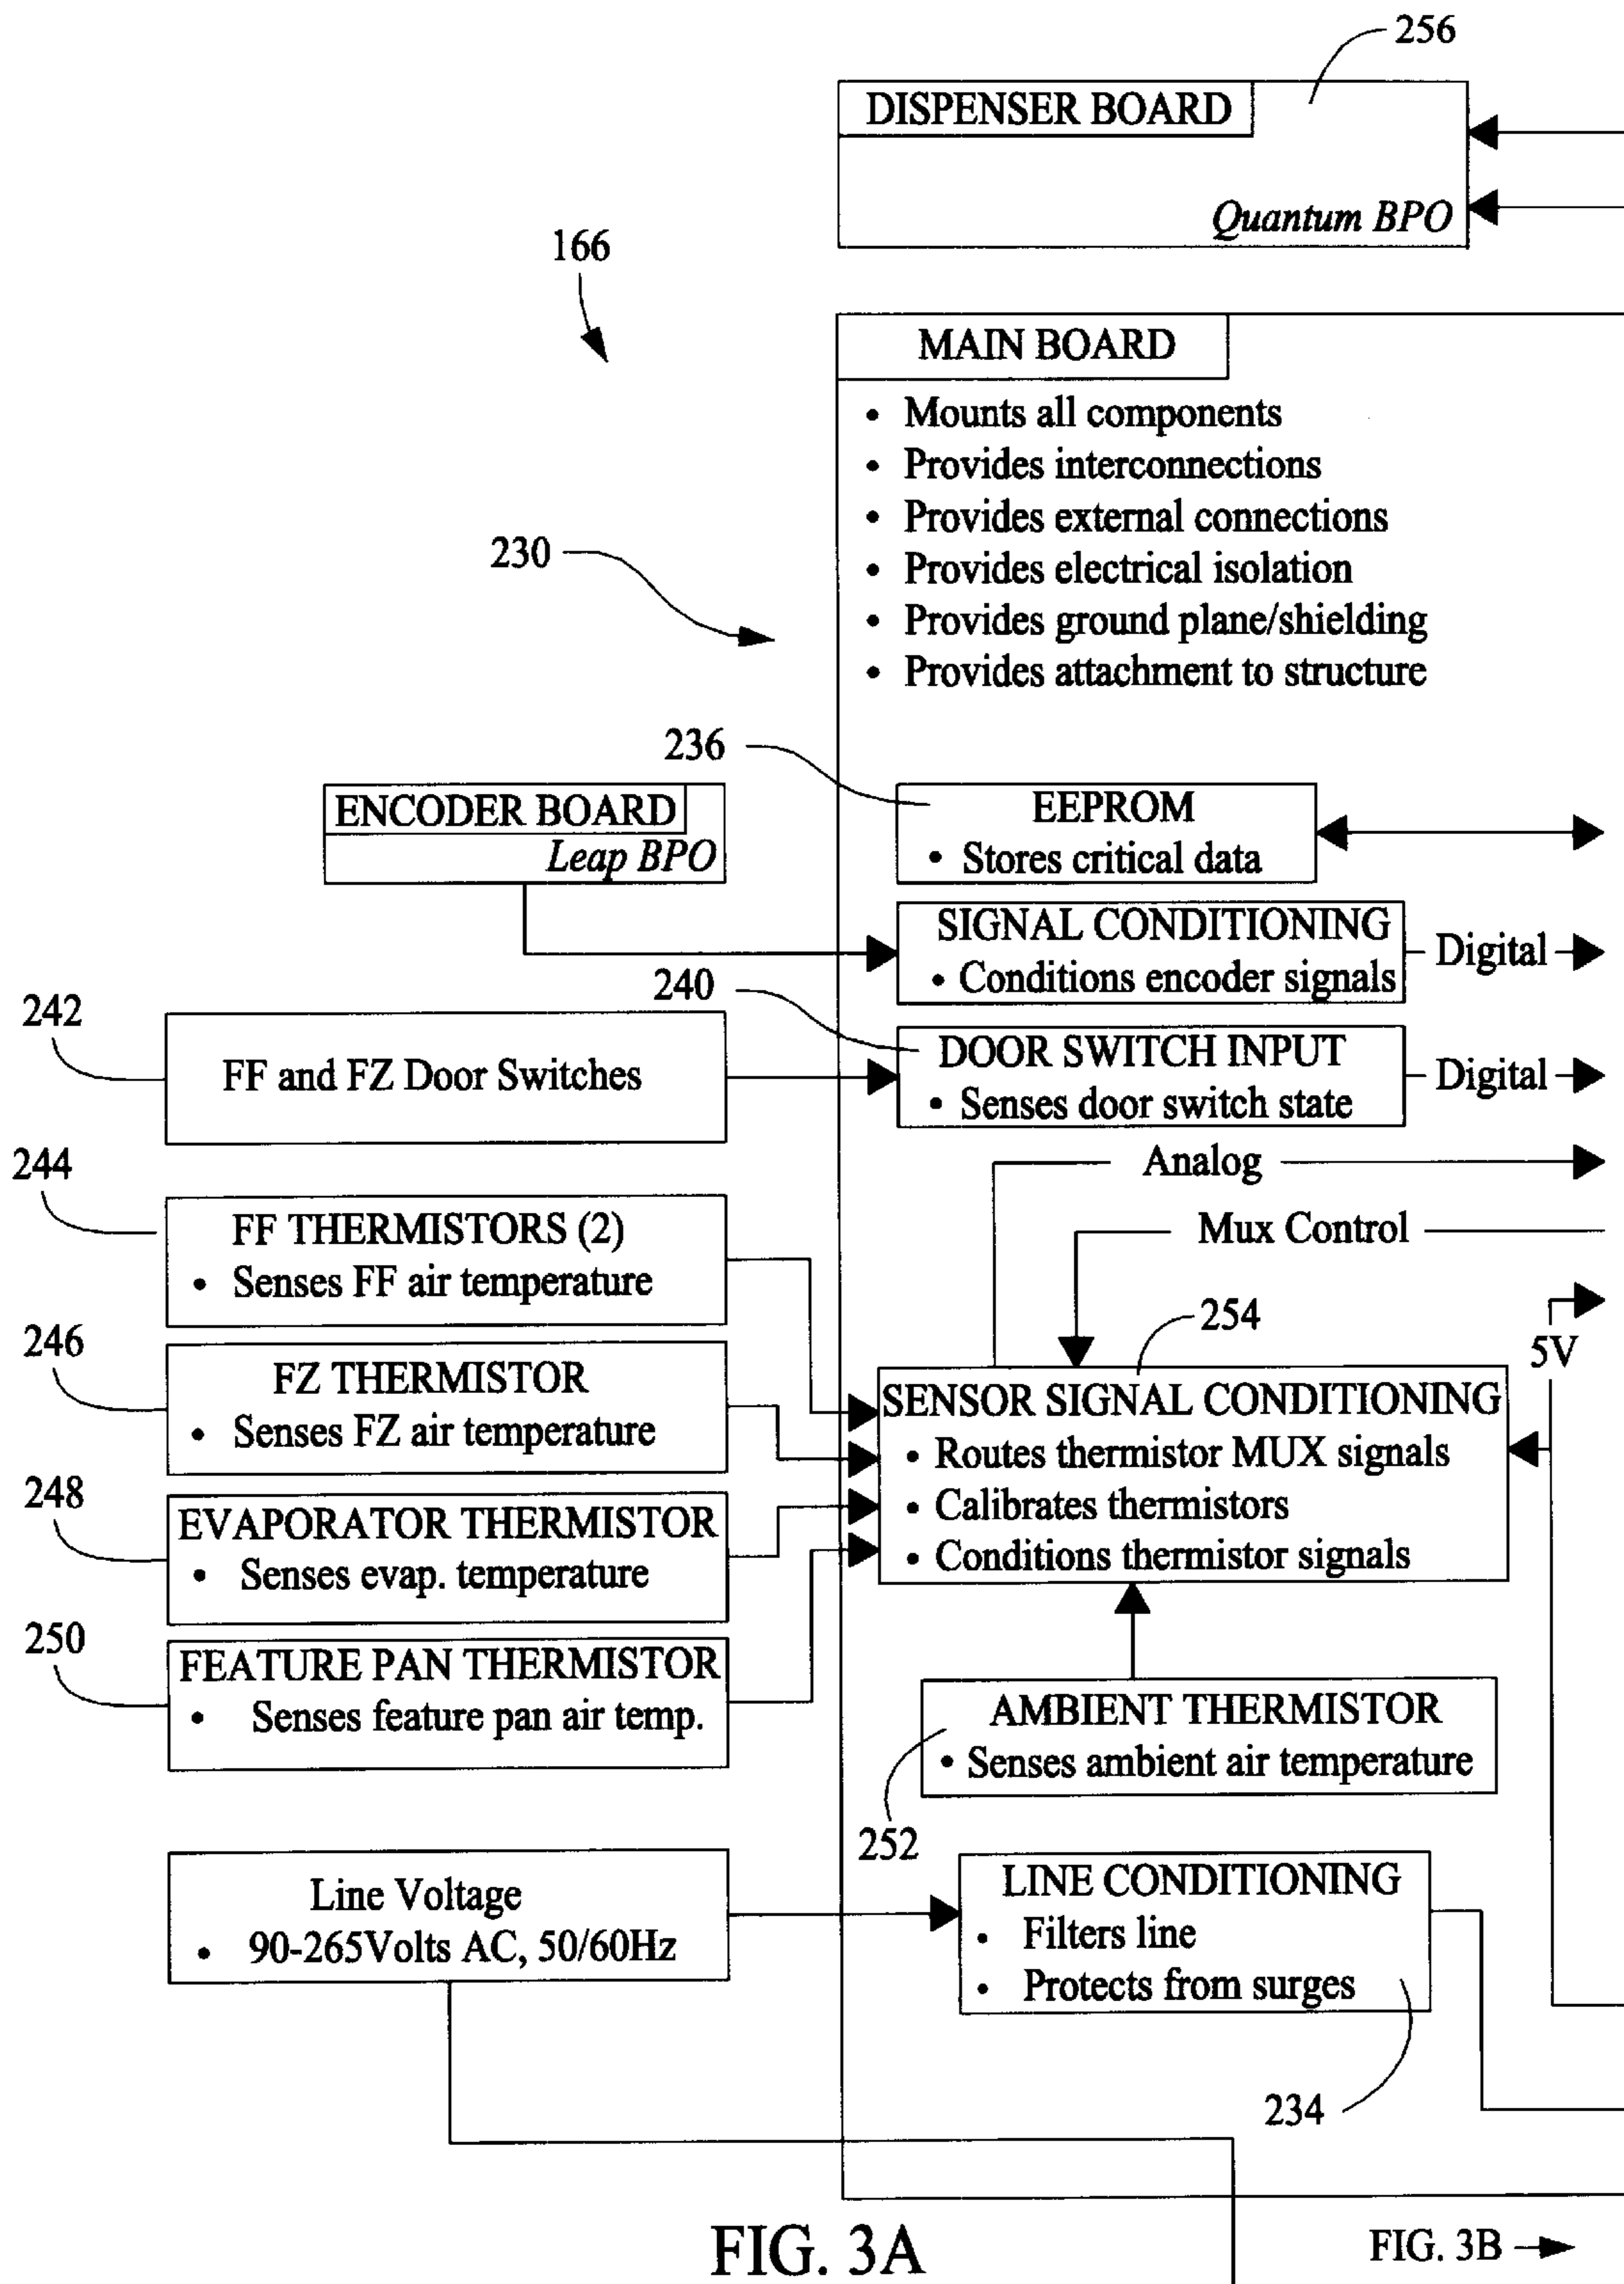 256
DISPENSER BOARD
Quantum BPO
166
MAIN BOARD
• Mounts all components
• Provides interconnections
• Provides external connections
230
• Provides electrical isolation
• Provides ground plane/shielding
• Provides attachment to structure
236
ENCODER BOARD
Leap BPO
EEPROM
• Stores critical data
SIGNAL CONDITIONING
• Conditions encoder signals
Digital
240
242
FF and FZ Door Switches
DOOR SWITCH INPUT
• Senses door switch state
Digital
Analog
Mux Control
244
FF THERMISTORS (2)
• Senses FF air temperature
254
5V
246
FZ THERMISTOR
• Senses FZ air temperature
SENSOR SIGNAL CONDITIONING
• Routes thermistor MUX signals
• Calibrates thermistors
• Conditions thermistor signals
248
EVAPORATOR THERMISTOR
• Senses evap. temperature
250
FEATURE PAN THERMISTOR
• Senses feature pan air temp.
AMBIENT THERMISTOR
• Senses ambient air temperature
252
Line Voltage
• 90-265Volts AC, 50/60Hz
LINE CONDITIONING
• Filters line
• Protects from surges
234
FIG. 3A
FIG. 3B